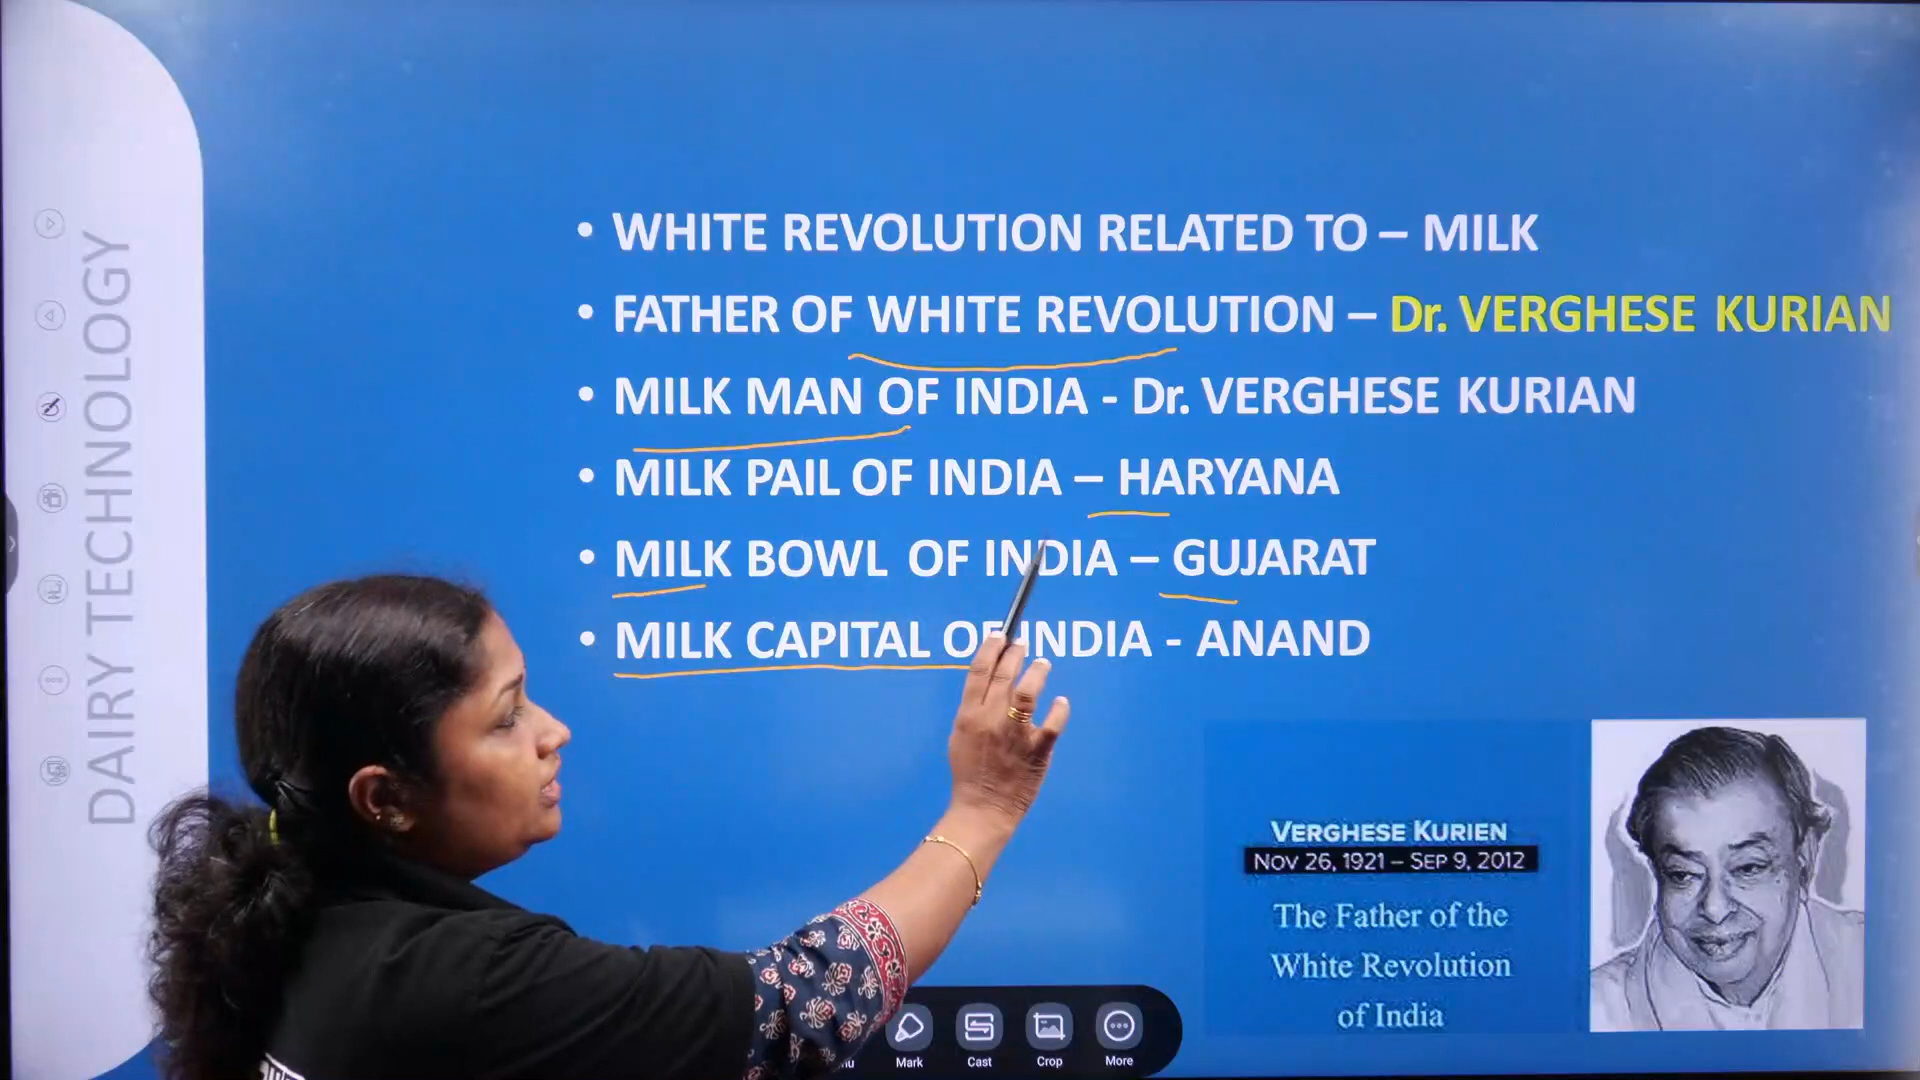 DAIRY TECHNOLOGY
• WHITE REVOLUTION RELATED TO – MILK
• FATHER OF WHITE REVOLUTION – Dr. VERGHESE KURIAN
• MILK MAN OF INDIA - Dr. VERGHESE KURIAN
• MILK PAIL OF INDIA – HARYANA
• MILK BOWL OF INDIA – GUJARAT
• MILK CAPITAL OF INDIA - ANAND
VERGHESE KURIEN
NOV 26, 1921 – SEP 9, 2012
The Father of the
White Revolution
of India
Mark Cast Crop More